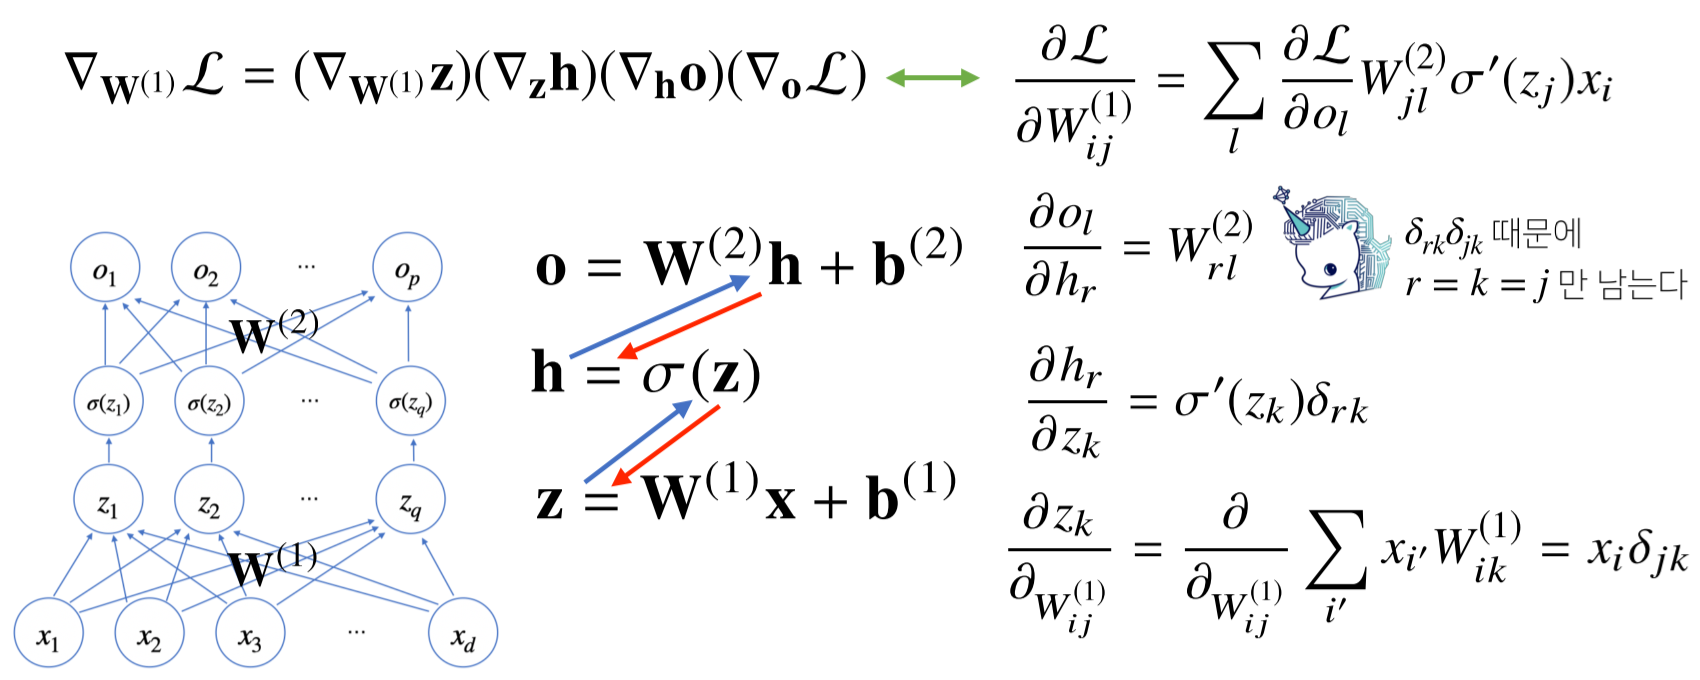 ∇_{W^{(1)}} ℒ = (∇_{W^{(1)}} z)(∇_z h)(∇_h o)(∇_o ℒ)
∂ℒ/∂W_{ij}^{(1)} = ∑_l ∂ℒ/∂o_l W_{jl}^{(2)} σ′(z_j)x_i
o_1 o_2 ... o_p
W^{(2)}
σ(z_1) σ(z_2) ... σ(z_q)
z_1 z_2 ... z_q
W^{(1)}
x_1 x_2 x_3 ... x_d
o = W^{(2)}h + b^{(2)}
h = σ(z)
z = W^{(1)}x + b^{(1)}
∂o_l/∂h_r = W_{rl}^{(2)}
δ_{rk}δ_{jk} 때문에
r = k = j 만 남는다
∂h_r/∂z_k = σ′(z_k)δ_{rk}
∂z_k/∂_{W_{ij}^{(1)}} = ∂/∂_{W_{ij}^{(1)}} ∑_{i′} x_{i′}W_{ik}^{(1)} = x_iδ_{jk}